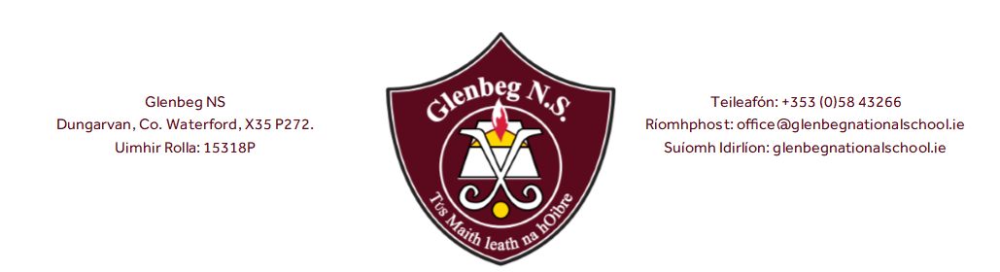 Glenbeg NS
Dungarvan, Co. Waterford, X35 P272.
Uimhir Rolla: 15318P
Glenbeg N.S.
Tús Maith leath na hOibre
Teileafón: +353 (0)58 43266
Ríomhphost: office@glenbegnationalschool.ie
Suíomh Idirlíon: glenbegnationalschool.ie